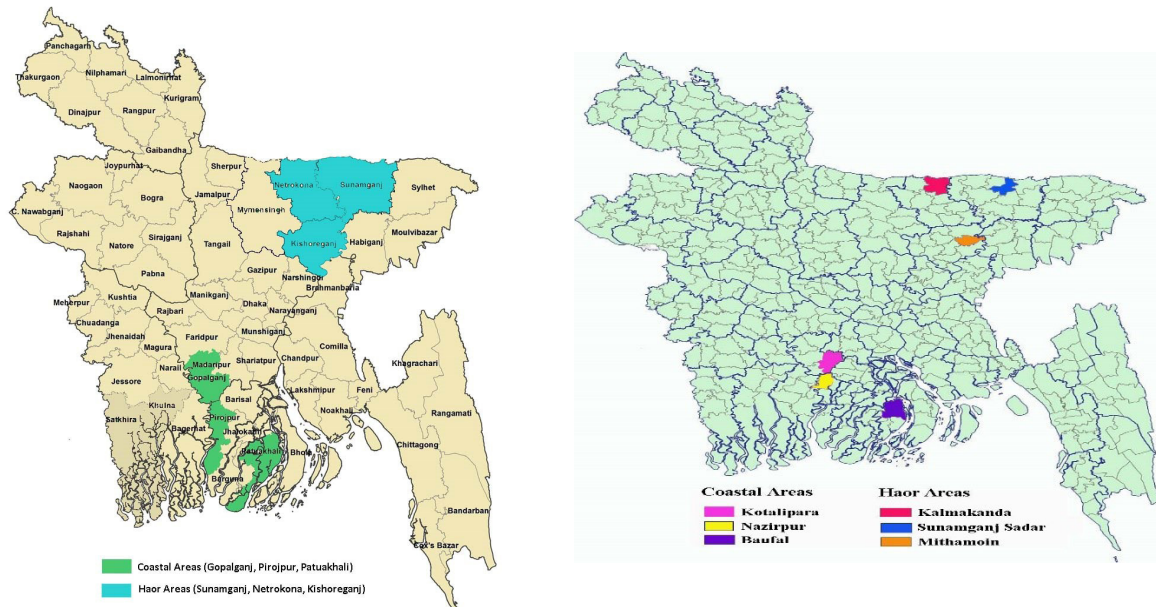 Panchagarh
Thakurgaon
Nilphamari
Lalmonirhat
Kurigram
Dinajpur
Rangpur
Gaibandha
Joypurhat
Sherpur
Netrokona
Sunamganj
Sylhet
Naogaon
Bogra
Jamalpur
Mymensingh
C. Nawabganj
Rajshahi
Natore
Sirajganj
Tangail
Kishoreganj
Habiganj
Moulvibazar
Pabna
Gazipur
Narshingdi
Brahmanbaria
Meherpur
Kushtia
Manikganj
Dhaka
Rajbari
Narayanganj
Chuadanga
Jhenaidah
Magura
Faridpur
Munshiganj
Comilla
Narail
Madaripur
Shariatpur
Chandpur
Khagrachari
Jessore
Gopalganj
Barisal
Lakshmipur
Feni
Khulna
Noakhali
Rangamati
Satkhira
Pirojpur
Bagerhat
Jhalokathi
Chittagong
Patuakhali
Bhola
Barguna
Bandarban
Cox's Bazar
Coastal Areas (Gopalganj, Pirojpur, Patuakhali)
Haor Areas (Sunamganj, Netrokona, Kishoreganj)
Coastal Areas
Kotalipara
Nazirpur
Baufal
Haor Areas
Kalmakanda
Sunamganj Sadar
Mithamoin